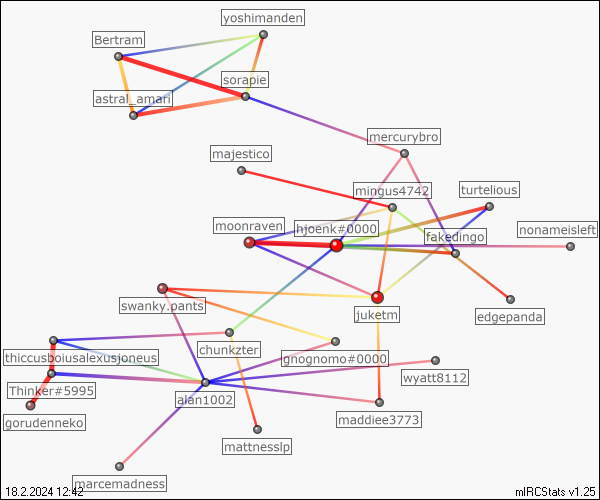 yoshimanden
Bertram
sorapie
astral_amari
mercurybro
majestico
mingus4742
turtelious
moonraven
hjoenk#0000
fakedingo
nonameisleft
swanky.pants
juketm
edgepanda
chunkzter
thiccusboiusalexusjoneus
gnognomo#0000
wyatt8112
Thinker#5995
alan1002
gorudenneko
maddiee3773
mattnesslp
marcemadness
18.2.2024 12:42
mIRCStats v1.25